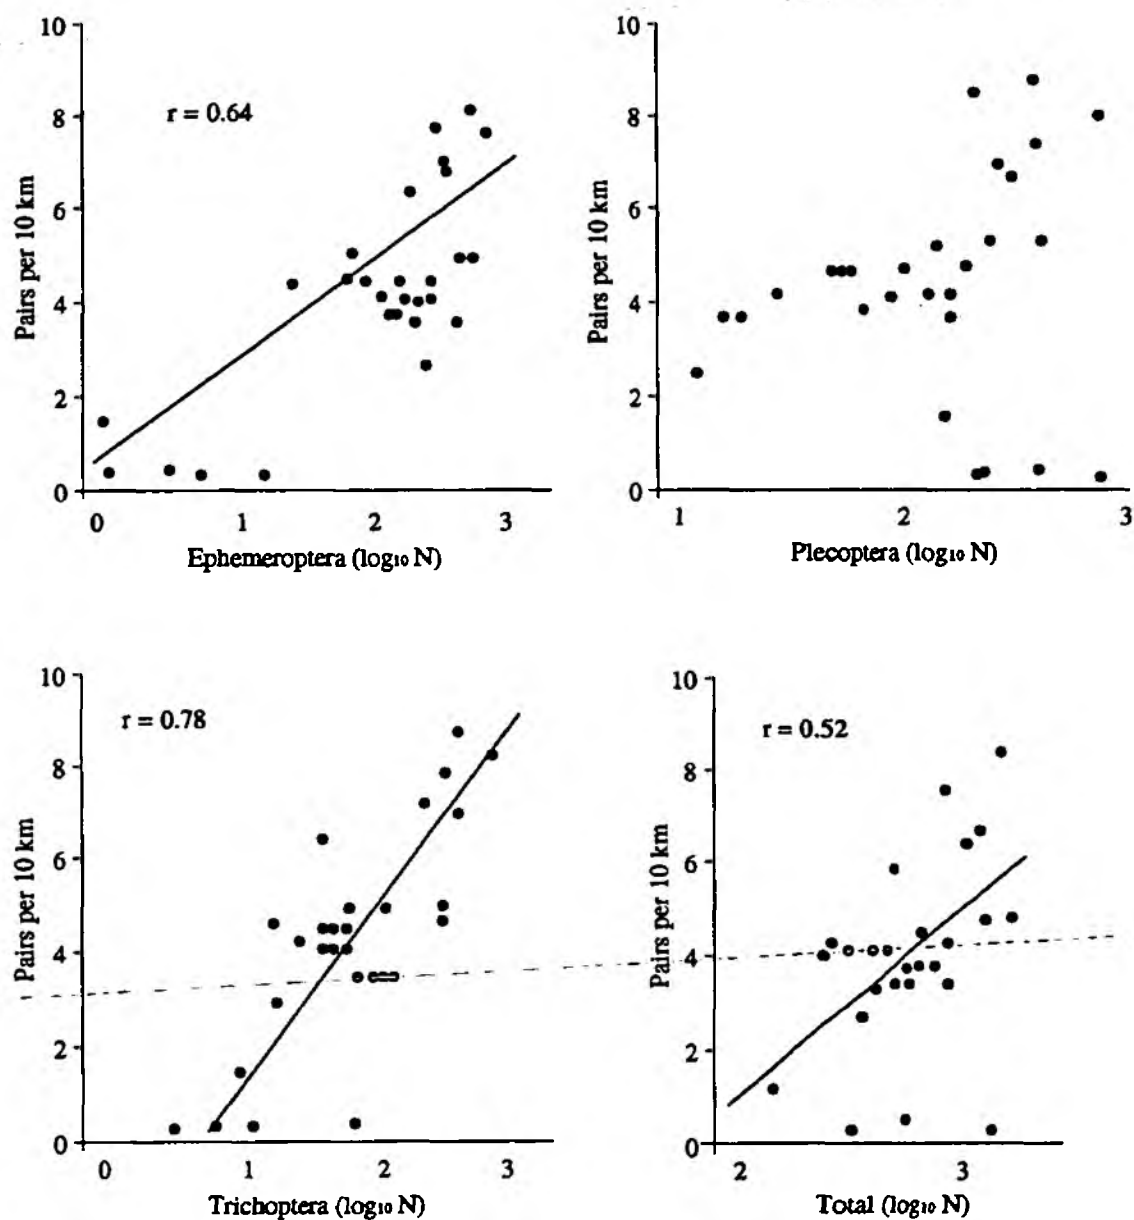 10
8
6
4
2
0
Pairs per 10 km
r = 0.64
0 1 2 3
Ephemeroptera (log₁₀ N)
10
8
6
4
2
0
Pairs per 10 km
1 2 3
Plecoptera (log₁₀ N)
10
8
6
4
2
0
Pairs per 10 km
r = 0.78
0 1 2 3
Trichoptera (log₁₀ N)
10
8
6
4
2
0
Pairs per 10 km
r = 0.52
2 3
Total (log₁₀ N)